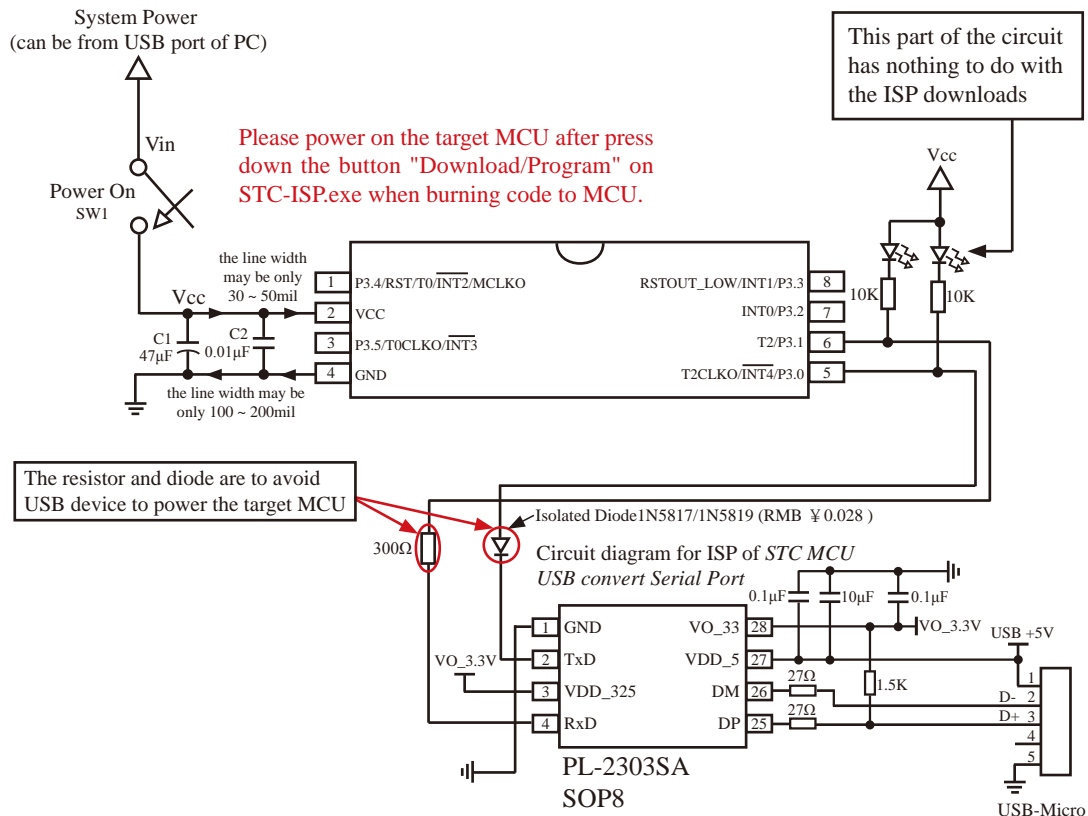 System Power
(can be from USB port of PC)
Vin
Power On
SW1
Please power on the target MCU after press
down the button "Download/Program" on
STC-ISP.exe when burning code to MCU.
This part of the circuit
has nothing to do with
the ISP downloads
Vcc
10K
10K
the line width
may be only
30 ~ 50mil
Vcc
C1
47μF
C2
0.01μF
the line width may be
only 100 ~ 200mil
1 P3.4/RST/T0/INT2/MCLKO
2 VCC
3 P3.5/T0CLKO/INT3
4 GND
RSTOUT_LOW/INT1/P3.3 8
INT0/P3.2 7
T2/P3.1 6
T2CLKO/INT4/P3.0 5
The resistor and diode are to avoid
USB device to power the target MCU
300Ω
Isolated Diode1N5817/1N5819 (RMB ¥ 0.028 )
Circuit diagram for ISP of STC MCU
USB convert Serial Port
0.1μF
10μF
0.1μF
VO_3.3V
USB +5V
VO_3.3V
1 GND
2 TxD
3 VDD_325
4 RxD
VO_33 28
VDD_5 27
DM 26
DP 25
27Ω
27Ω
1.5K
D-
D+
1
2
3
4
5
PL-2303SA
SOP8
USB-Micro